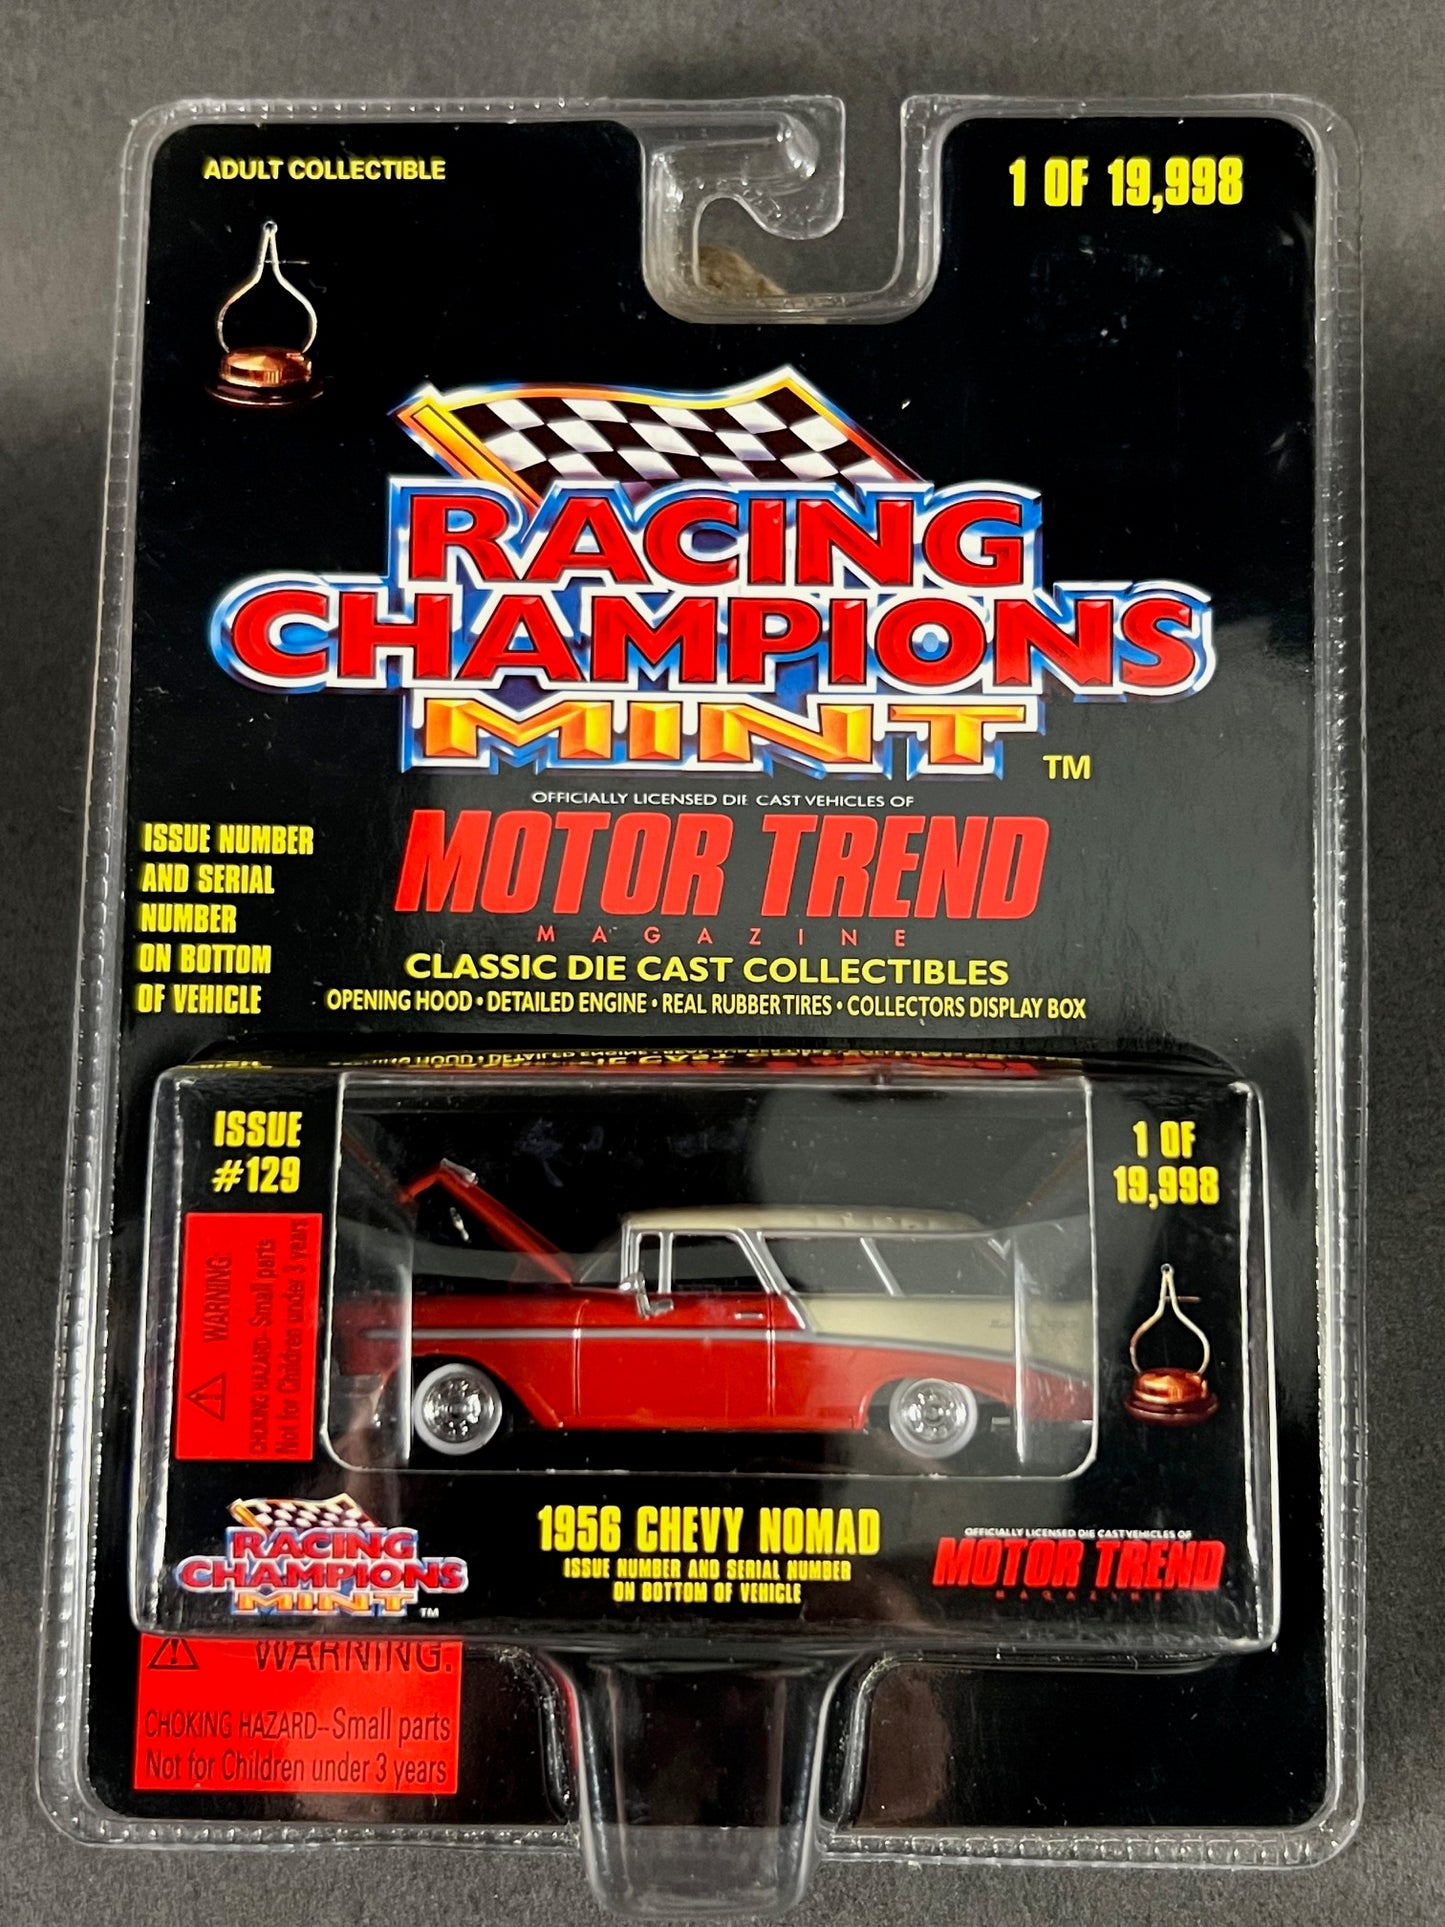 ADULT COLLECTIBLE
1 OF 19,998
RACING
CHAMPIONS
MINT TM
OFFICIALLY LICENSED DIE CAST VEHICLES OF
MOTOR TREND
MAGAZINE
CLASSIC DIE CAST COLLECTIBLES
OPENING HOOD • DETAILED ENGINE • REAL RUBBER TIRES • COLLECTORS DISPLAY BOX
ISSUE NUMBER
AND SERIAL
NUMBER
ON BOTTOM
OF VEHICLE
ISSUE
#129
1 OF
19,998
WARNING:
CHOKING HAZARD--Small parts
Not for Children under 3 years
RACING
CHAMPIONS
MINT TM
1956 CHEVY NOMAD
ISSUE NUMBER AND SERIAL NUMBER
ON BOTTOM OF VEHICLE
OFFICIALLY LICENSED DIE CAST VEHICLES OF
MOTOR TREND
MAGAZINE
WARNING:
CHOKING HAZARD--Small parts
Not for Children under 3 years